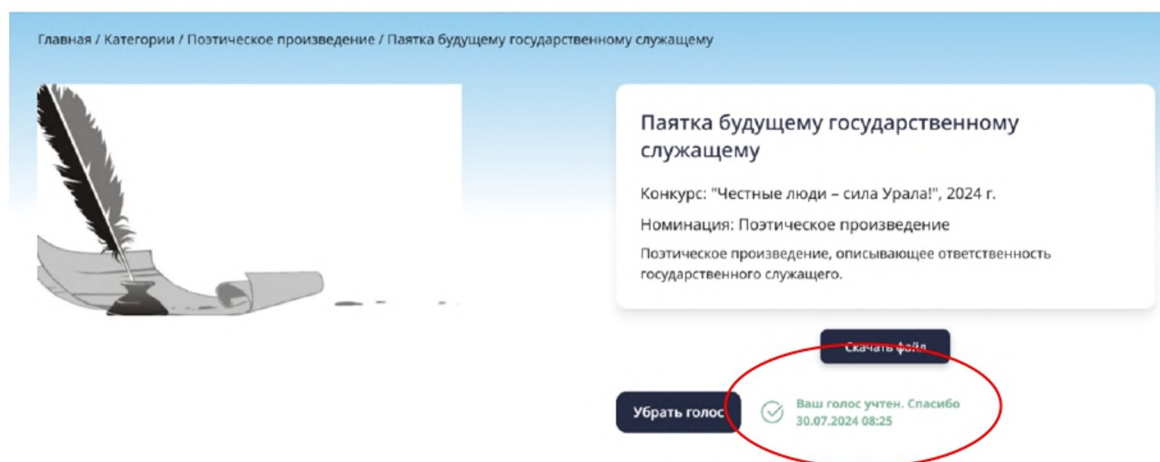 Главная / Категории / Поэтическое произведение / Паятка будущему государственному служащему
Паятка будущему государственному
служащему
Конкурс: "Честные люди – сила Урала!", 2024 г.
Номинация: Поэтическое произведение
Поэтическое произведение, описывающее ответственность
государственного служащего.
Скачать файл
Убрать голос
Ваш голос учтен. Спасибо
30.07.2024 08:25